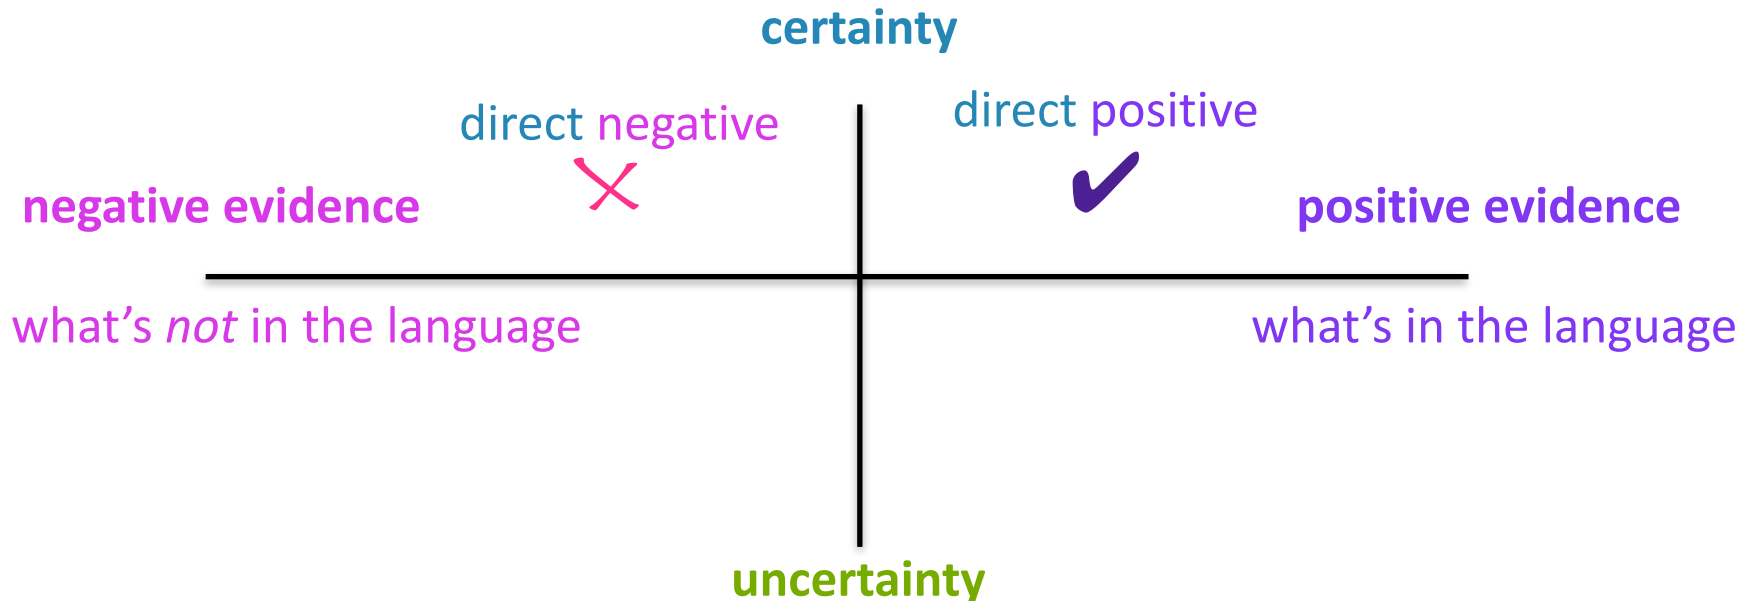 certainty
direct negative
direct positive
negative evidence
positive evidence
what’s not in the language
what’s in the language
uncertainty